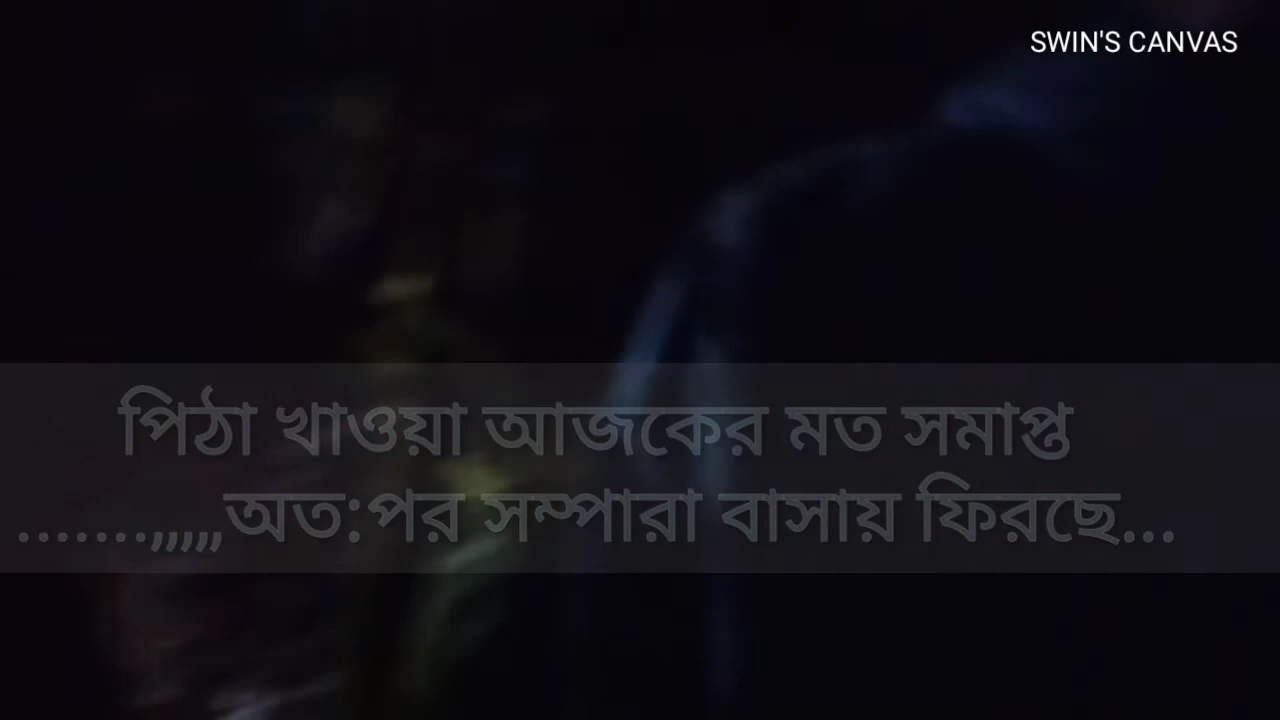 SWIN'S CANVAS
পিঠা খাওয়া আজকের মত সমাপ্ত
.......,,,,,অত:পর সম্পারা বাসায় ফিরছে...